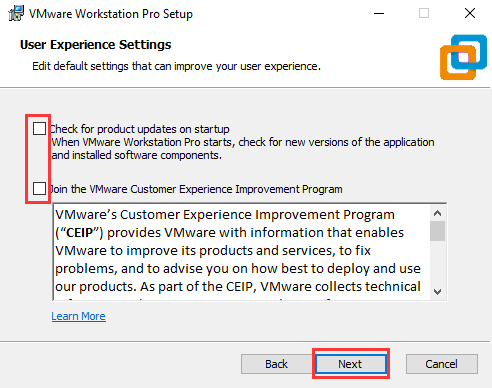 VMware Workstation Pro Setup
User Experience Settings
Edit default settings that can improve your user experience.
Check for product updates on startup
When VMware Workstation Pro starts, check for new versions of the application
and installed software components.
Join the VMware Customer Experience Improvement Program
VMware's Customer Experience Improvement Program
("CEIP") provides VMware with information that enables
VMware to improve its products and services, to fix
problems, and to advise you on how best to deploy and use
our products. As part of the CEIP, VMware collects technical
Learn More
Back
Next
Cancel